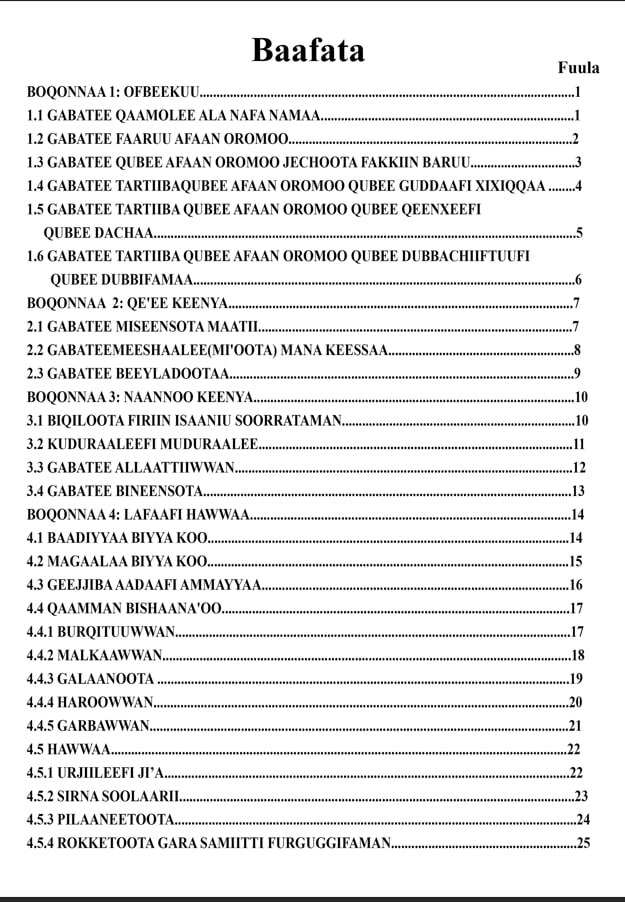 Baafata
Fuula
BOQONNAA 1: OFBEEKUU...............1
1.1 GABATEE QAAMOLEE ALA NAFA NAMAA...............1
1.2 GABATEE FAARUU AFAAN OROMOO...............2
1.3 GABATEE QUBEE AFAAN OROMOO JECHOOTA FAKKIIN BARUU...............3
1.4 GABATEE TARTIIBAQUBEE AFAAN OROMOO QUBEE GUDDAAFI XIXIQQAA ........4
1.5 GABATEE TARTIIBA QUBEE AFAAN OROMOO QUBEE QEENXEEFI
QUBEE DACHAA...............5
1.6 GABATEE TARTIIBA QUBEE AFAAN OROMOO QUBEE DUBBACHIIFTUUFI
QUBEE DUBBIFAMAA...............6
BOQONNAA 2: QE'EE KEENYA...............7
2.1 GABATEE MISEENSOTA MAATII...............7
2.2 GABATEEMEESHAALEE(MI'OOTA) MANA KEESSAA...............8
2.3 GABATEE BEEYLADOOTAA...............9
BOQONNAA 3: NAANNOO KEENYA...............10
3.1 BIQILOOTA FIRIIN ISAANIU SOORRATAMAN...............10
3.2 KUDURAALEEFI MUDURAALEE...............11
3.3 GABATEE ALLAATTIIWWAN...............12
3.4 GABATEE BINEENSOTA...............13
BOQONNAA 4: LAFAAFI HAWWAA...............14
4.1 BAADIYYAA BIYYA KOO...............14
4.2 MAGAALAA BIYYA KOO...............15
4.3 GEEJJIBA AADAAFI AMMAYYAA...............16
4.4 QAAMMAN BISHAANA'OO...............17
4.4.1 BURQITUUWWAN...............17
4.4.2 MALKAAWWAN...............18
4.4.3 GALAANOOTA ...............19
4.4.4 HAROOWWAN...............20
4.4.5 GARBAWWAN...............21
4.5 HAWWAA...............22
4.5.1 URJIILEEFI JI’A...............22
4.5.2 SIRNA SOOLAARII...............23
4.5.3 PILAANEETOOTA...............24
4.5.4 ROKKETOOTA GARA SAMIITTI FURGUGGIFAMAN...............25